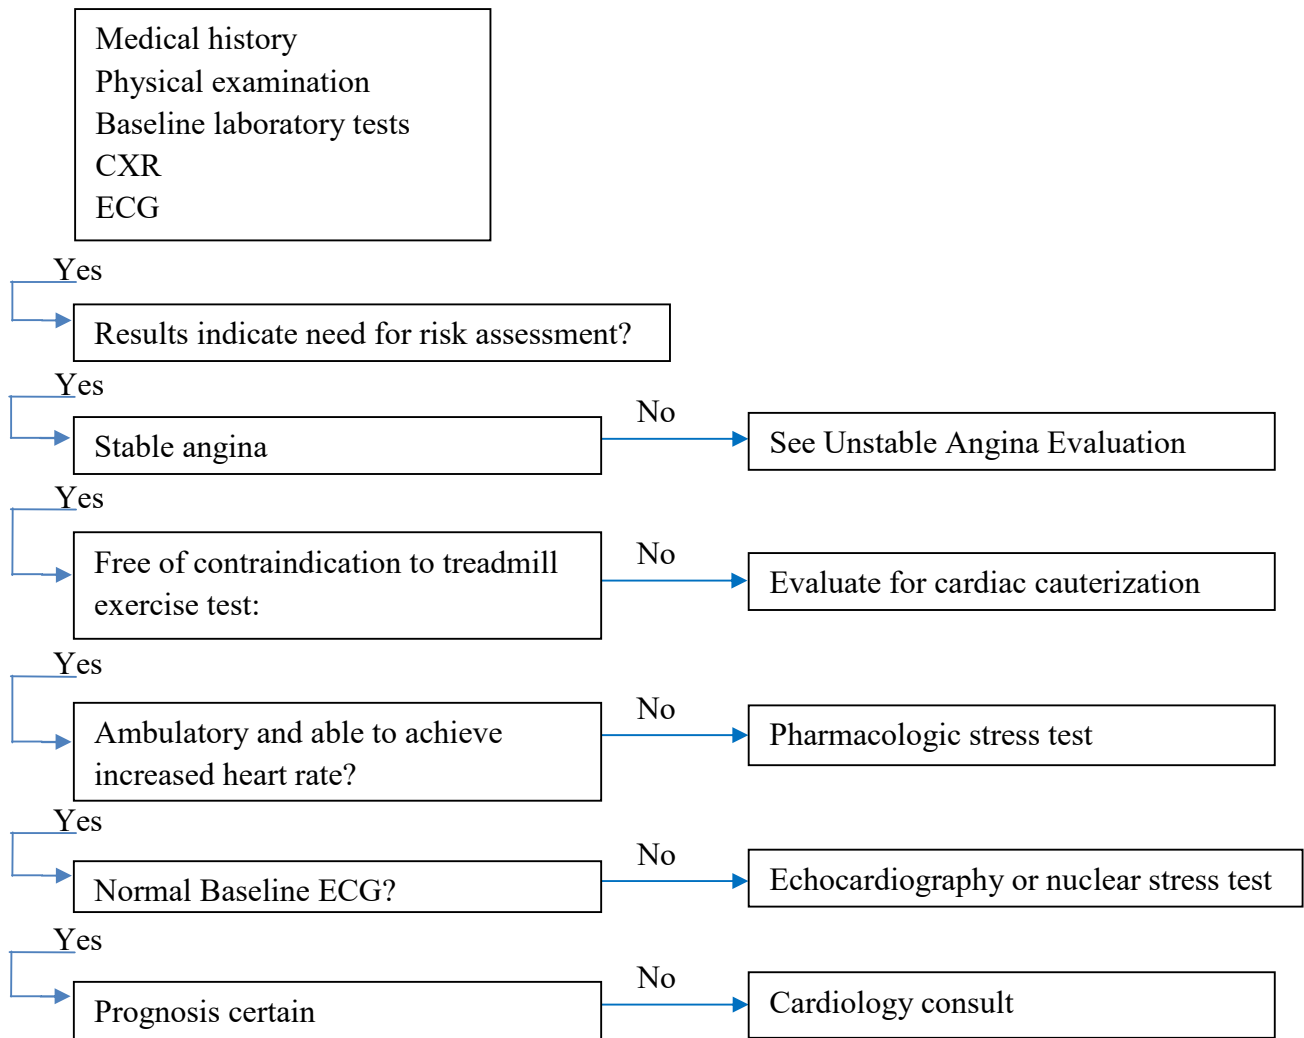 Medical history
Physical examination
Baseline laboratory tests
CXR
ECG
Yes
Results indicate need for risk assessment?
Yes
Stable angina
No
See Unstable Angina Evaluation
Yes
Free of contraindication to treadmill
exercise test:
No
Evaluate for cardiac cauterization
Yes
Ambulatory and able to achieve
increased heart rate?
No
Pharmacologic stress test
Yes
Normal Baseline ECG?
No
Echocardiography or nuclear stress test
Yes
Prognosis certain
No
Cardiology consult